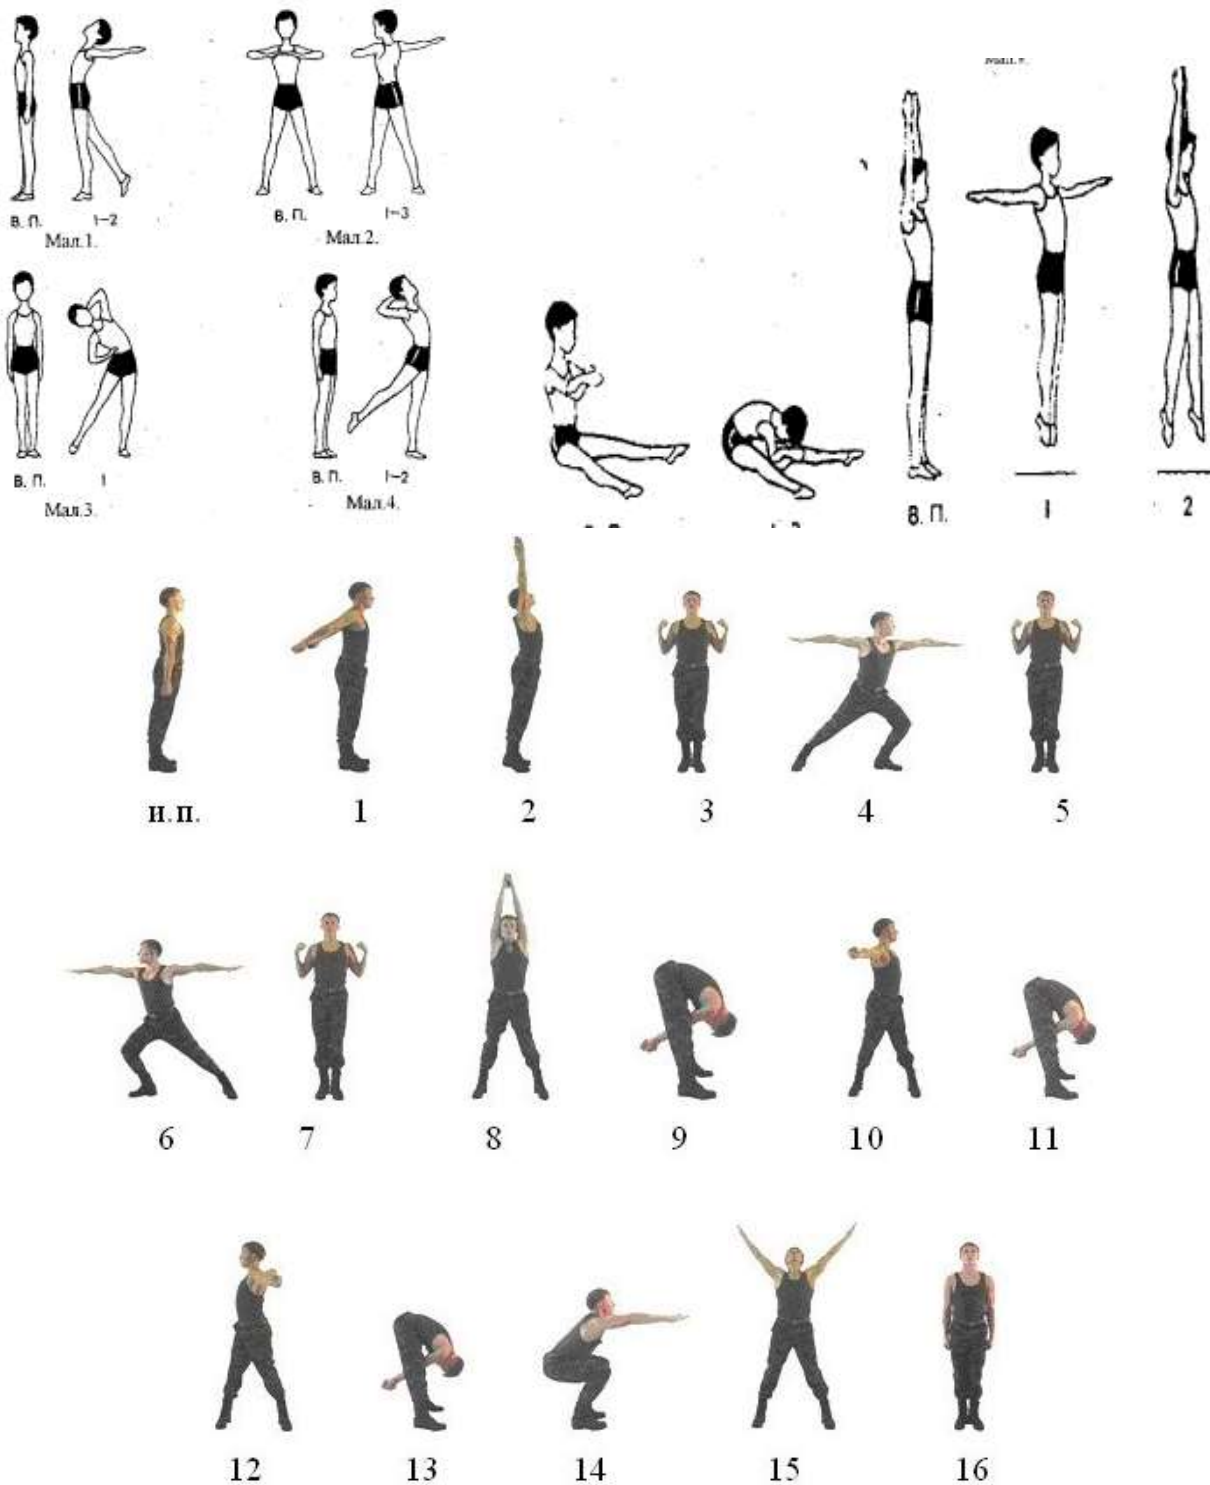 В. П. 1–2
Мал.1.
В. П. 1–3
Мал.2.
В. П. 1
Мал.3.
В. П. 1–2
Мал.4.
В. П. 1 2
и.п. 1 2 3 4 5
6 7 8 9 10 11
12 13 14 15 16